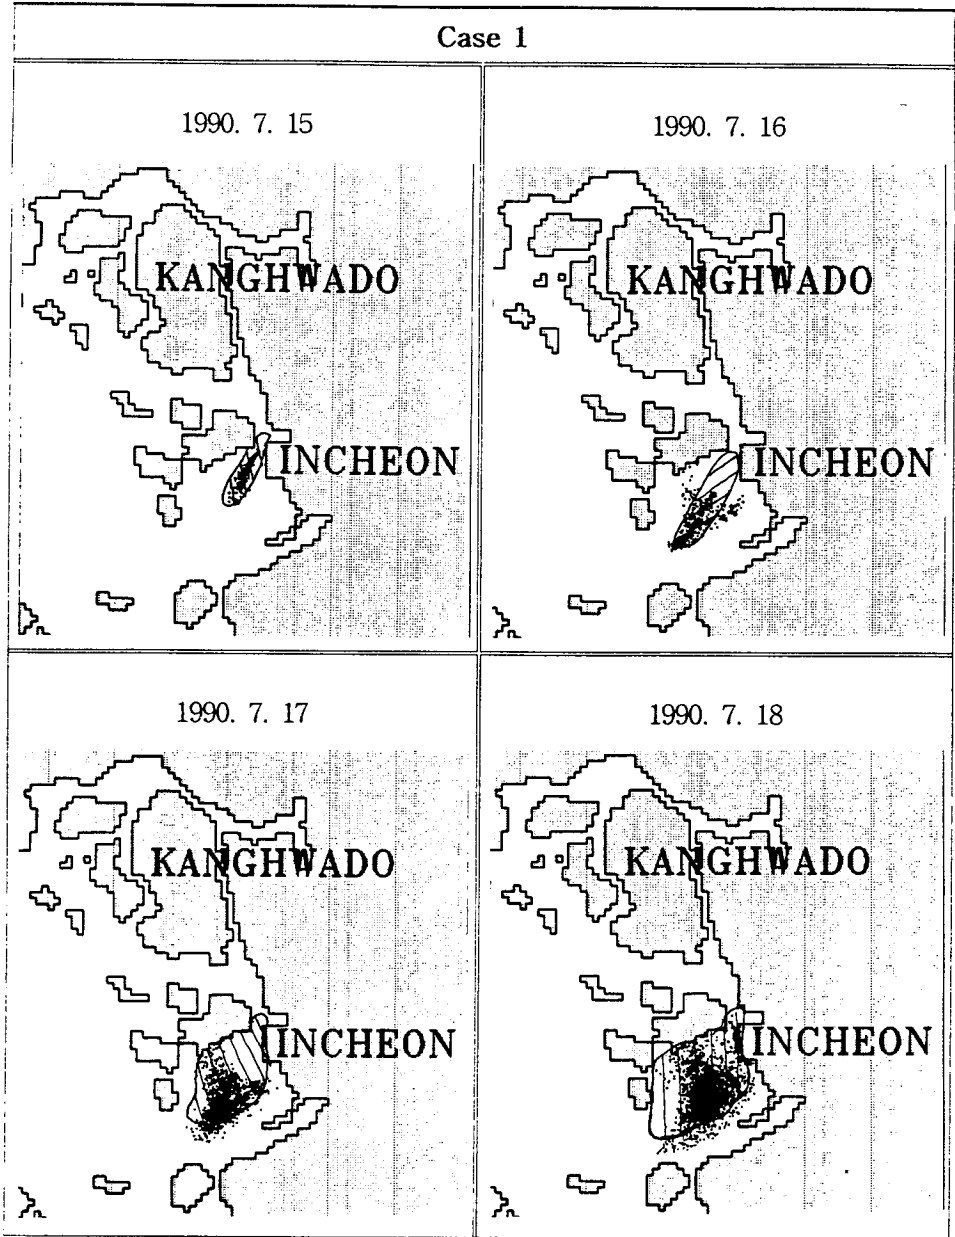 Case 1
1990. 7. 15
1990. 7. 16
KANGHWADO
INCHEON
KANGHWADO
INCHEON
1990. 7. 17
1990. 7. 18
KANGHWADO
INCHEON
KANGHWADO
INCHEON